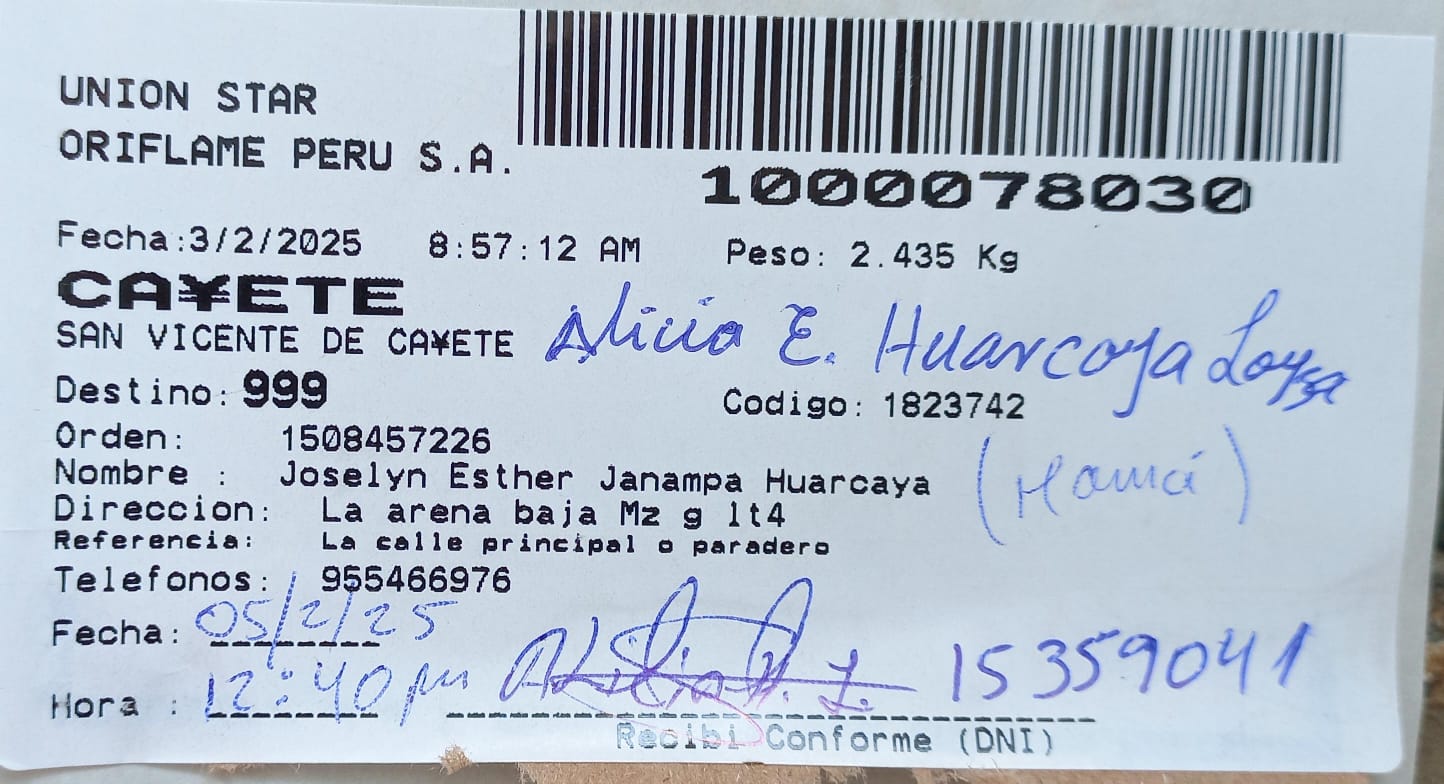 UNION STAR
ORIFLAME PERU S.A.
1000078030
Fecha:3/2/2025 8:57:12 AM Peso: 2.435 Kg
CA¥ETE
SAN VICENTE DE CA¥ETE Alicia E. Huarcaya Loyza
Destino: 999 Codigo: 1823742
Orden: 1508457226
Nombre : Joselyn Esther Janampa Huarcaya (Mamá)
Direccion: La arena baja Mz g lt4
Referencia: La calle principal o paradero
Telefonos: 955466976
Fecha: 05/2/25
Hora : 12:40 pm 15359041
Recibi Conforme (DNI)